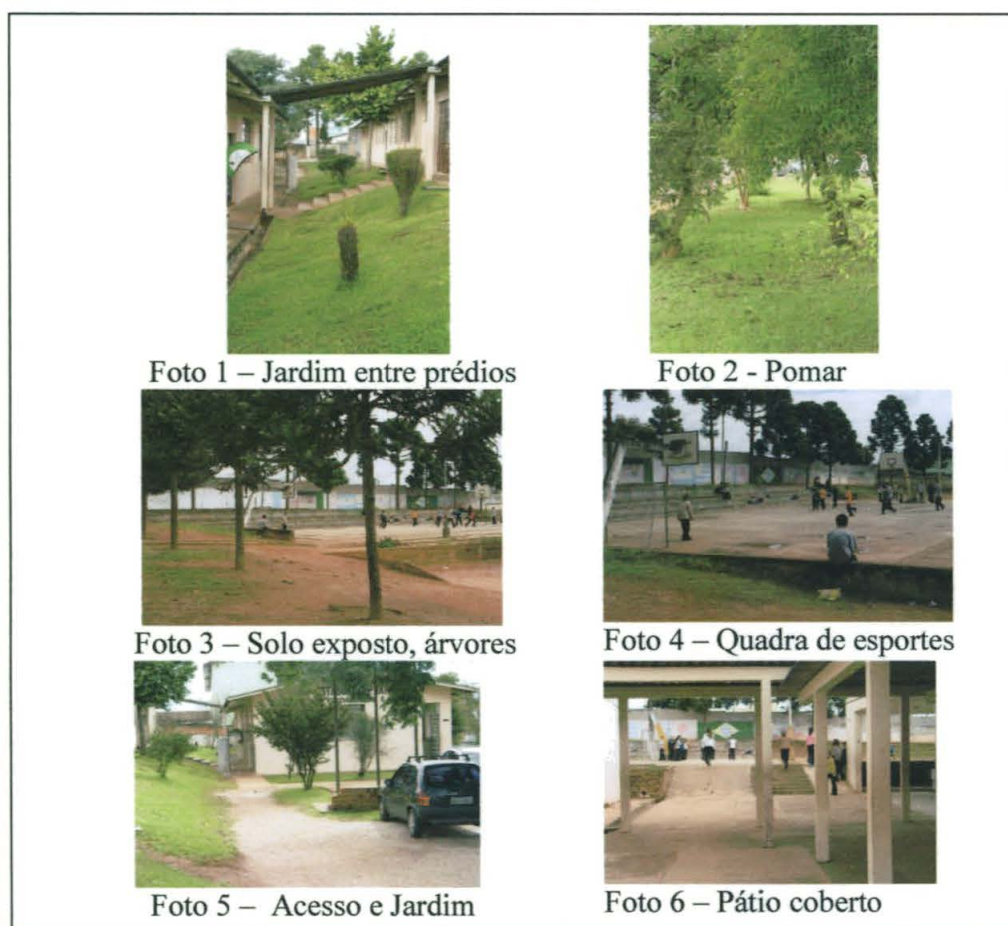 Foto 1 – Jardim entre prédios
Foto 2 - Pomar
Foto 3 – Solo exposto, árvores
Foto 4 – Quadra de esportes
Foto 5 – Acesso e Jardim
Foto 6 – Pátio coberto